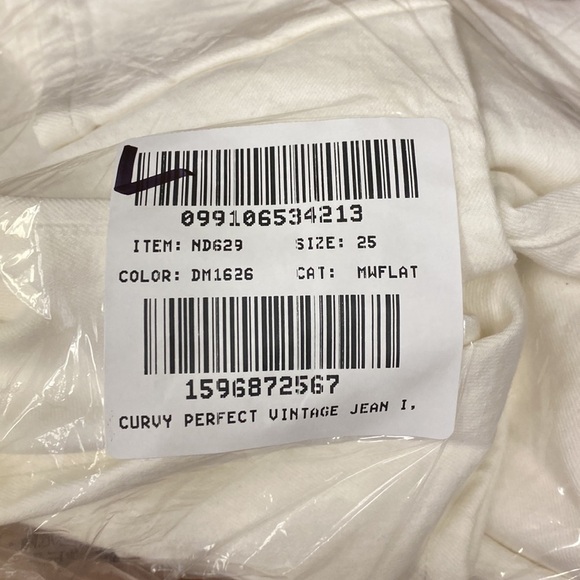 099106534213
ITEM: ND629 SIZE: 25
COLOR: DM1626 CAT: MWFLAT
1596872567
CURVY PERFECT VINTAGE JEAN I,